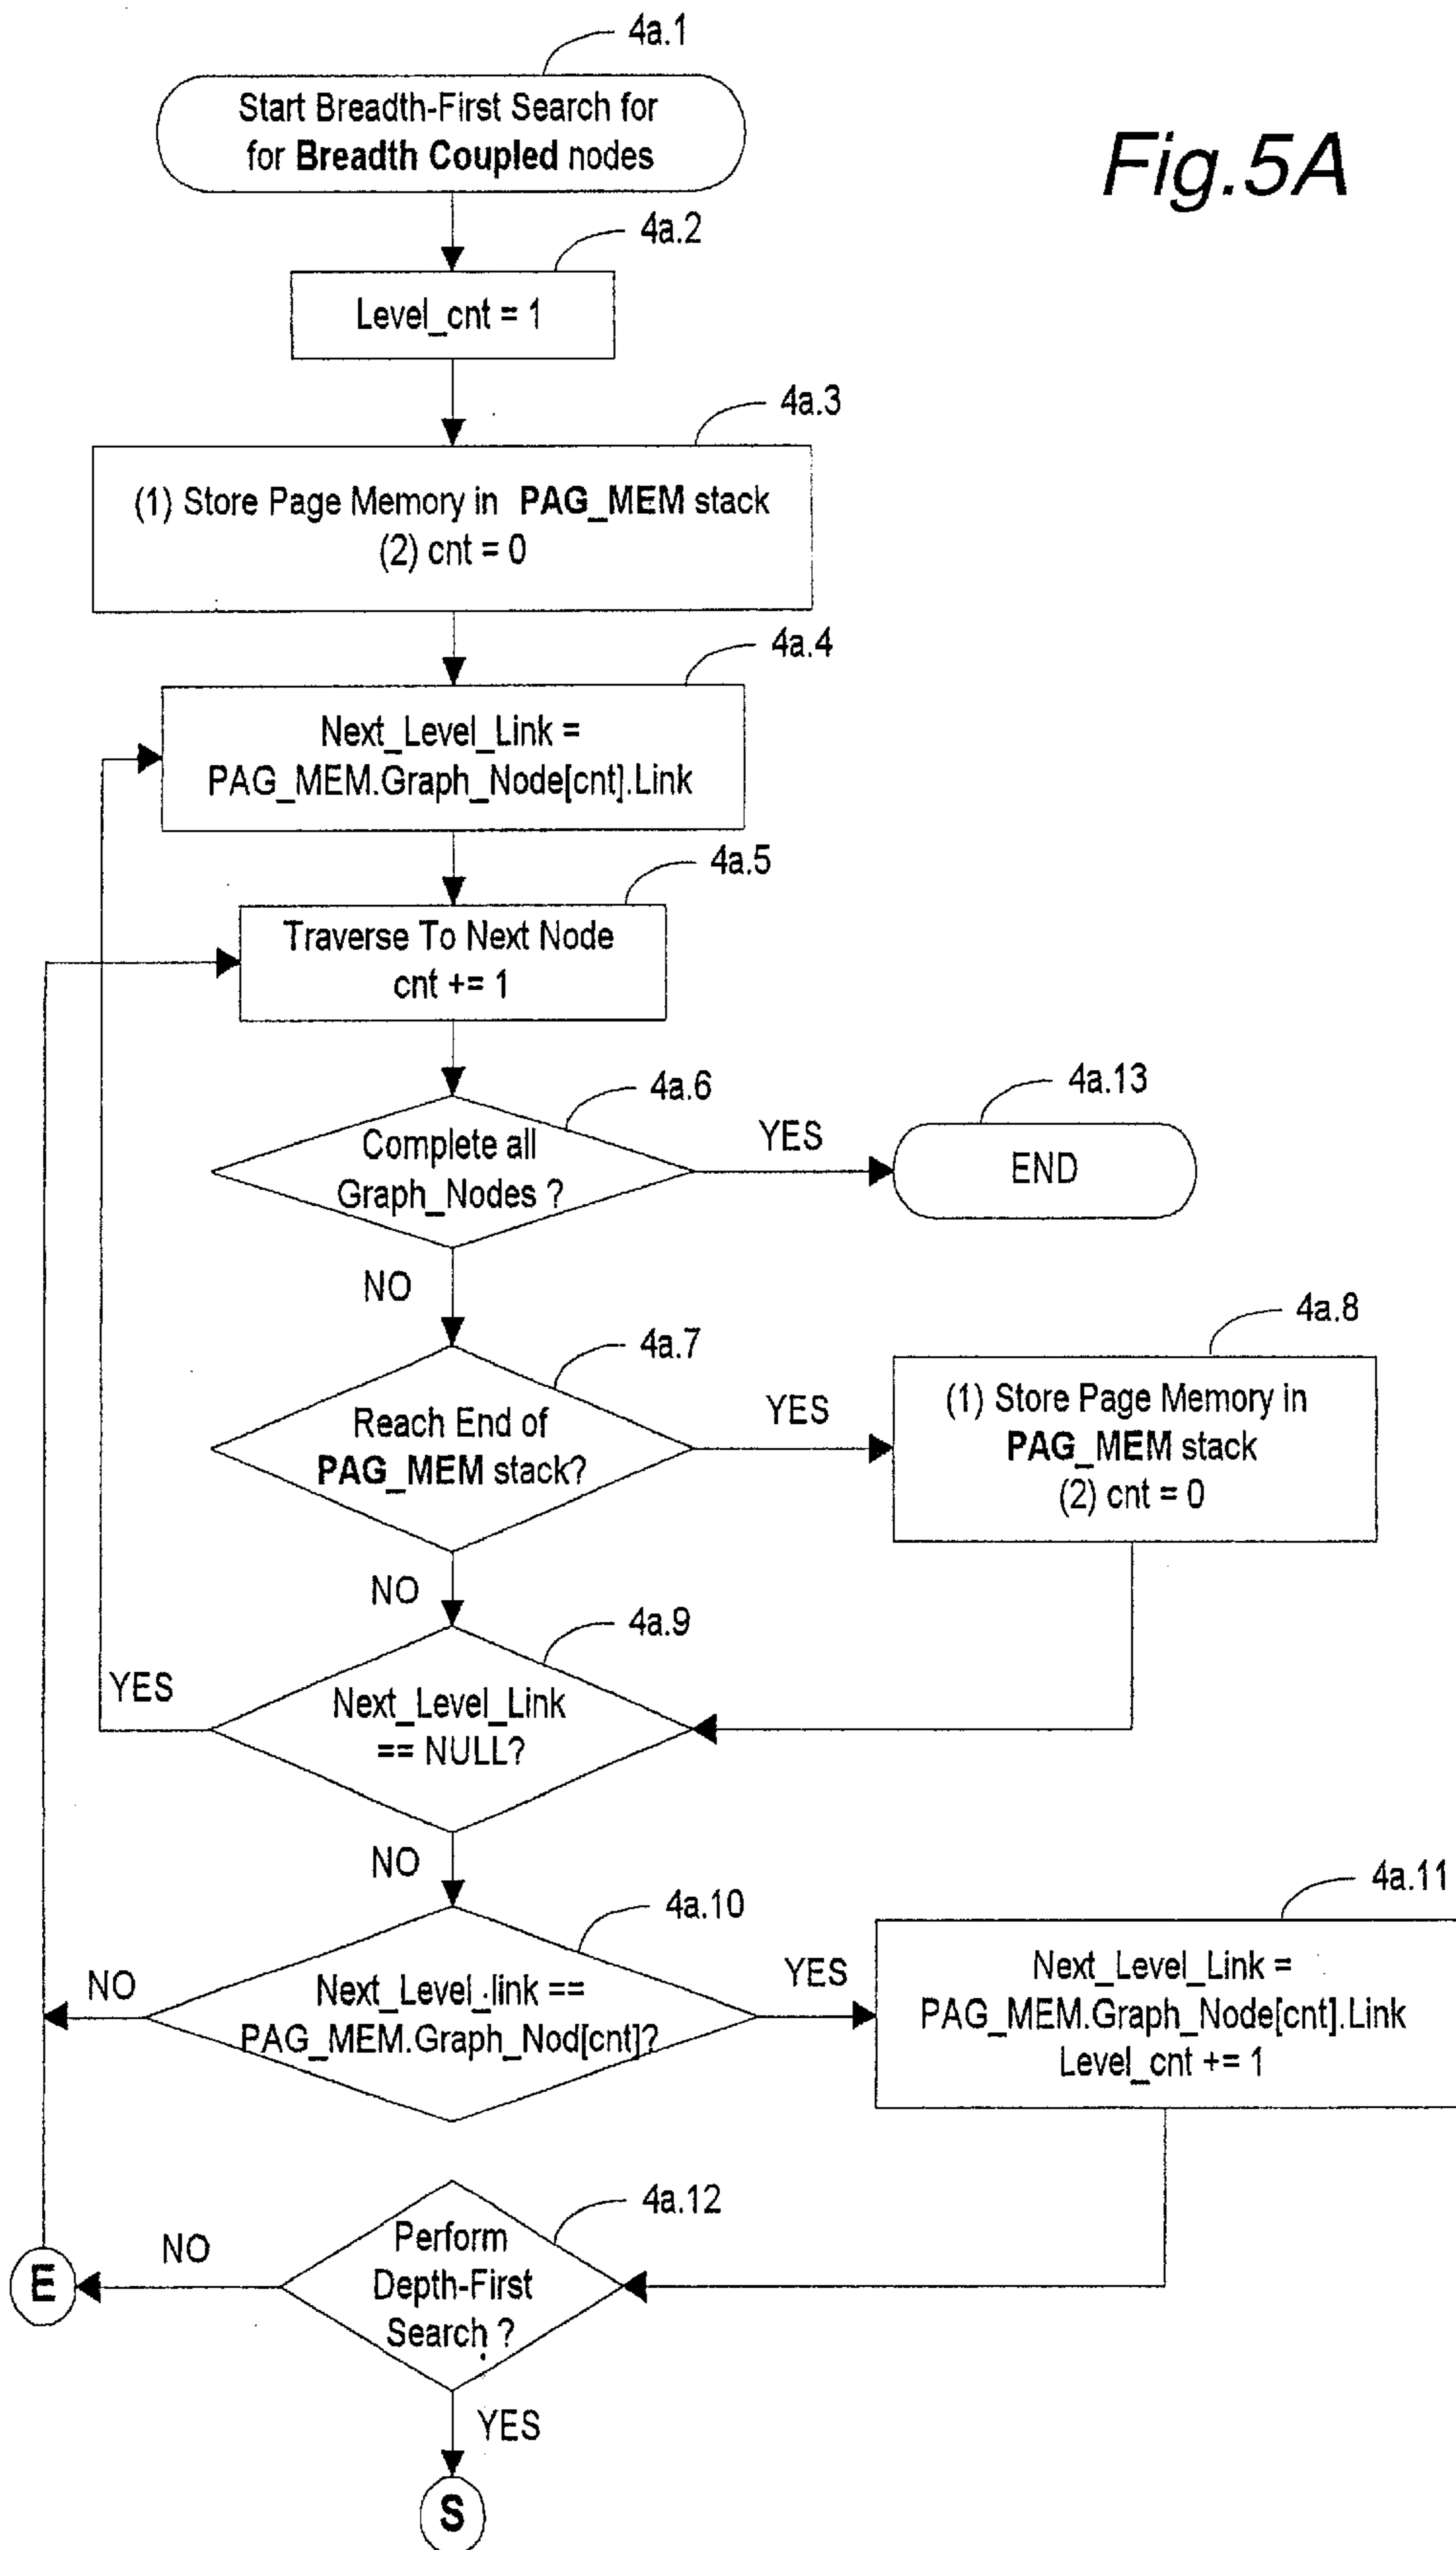 4a.1
Start Breadth-First Search for
for Breadth Coupled nodes
Fig.5A
4a.2
Level_cnt = 1
4a.3
(1) Store Page Memory in PAG_MEM stack
(2) cnt = 0
4a.4
Next_Level_Link =
PAG_MEM.Graph_Node[cnt].Link
4a.5
Traverse To Next Node
cnt += 1
4a.6
Complete all
Graph_Nodes ?
YES
4a.13
END
NO
4a.7
Reach End of
PAG_MEM stack?
YES
4a.8
(1) Store Page Memory in
PAG_MEM stack
(2) cnt = 0
NO
4a.9
YES
Next_Level_Link
== NULL?
NO
4a.10
NO
Next_Level_link ==
PAG_MEM.Graph_Nod[cnt]?
YES
4a.11
Next_Level_Link =
PAG_MEM.Graph_Node[cnt].Link
Level_cnt += 1
4a.12
Perform
Depth-First
Search ?
NO
E
YES
S